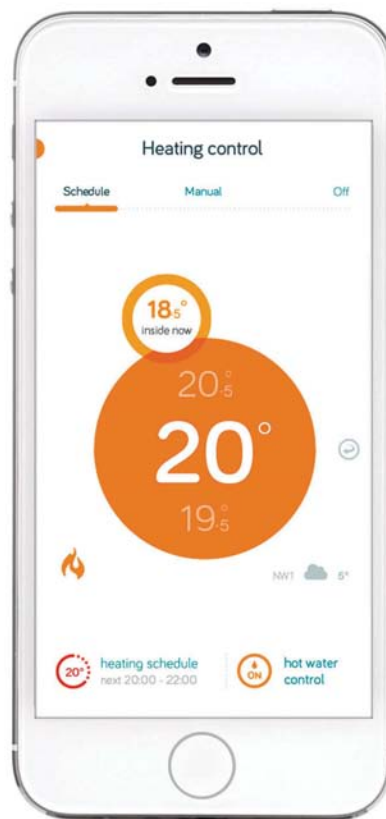 Heating control
Schedule Manual Off
18.5°
inside now
20.5°
20°
19.5°
NW1 5°
20° heating schedule
next 20:00 - 22:00
ON hot water
control